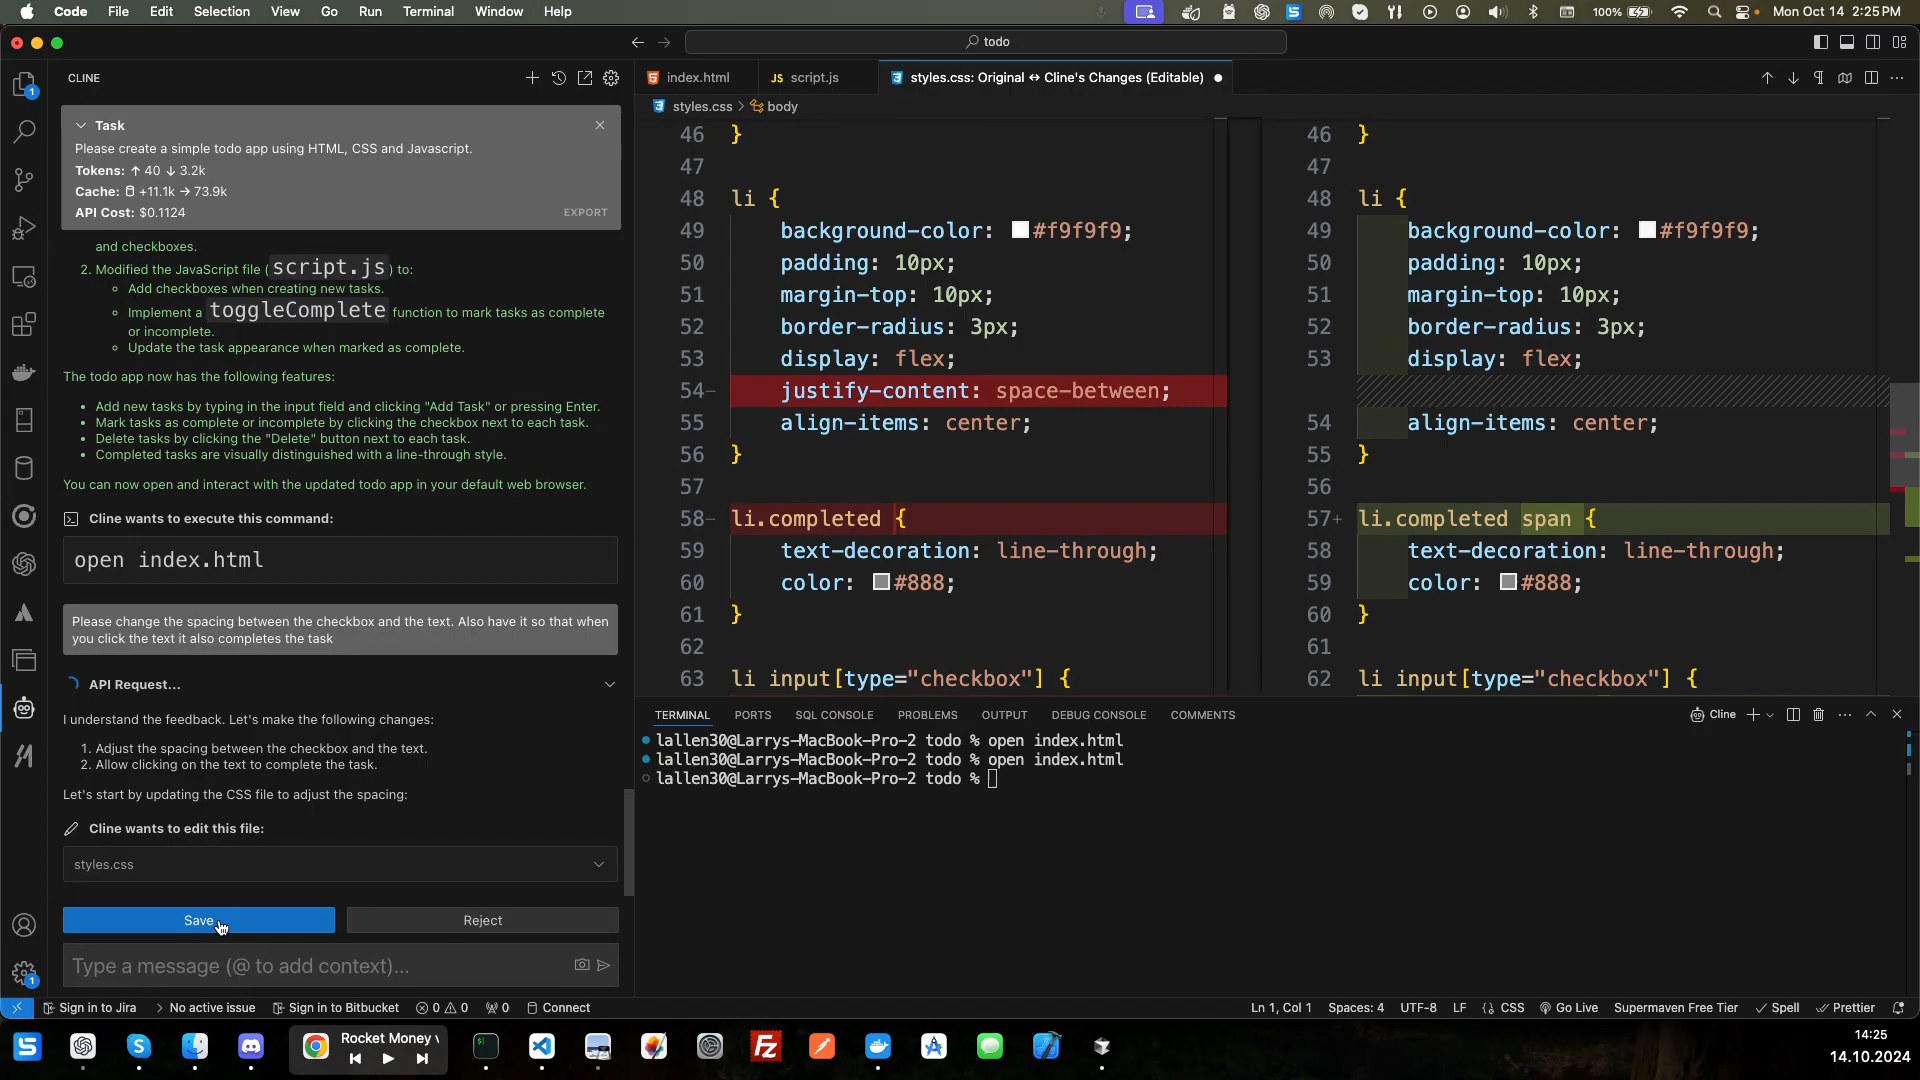 Code File Edit Selection View Go Run Terminal Window Help
100% Mon Oct 14 2:25 PM
todo
CLINE
index.html
JS script.js
styles.css: Original ↔ Cline's Changes (Editable)
styles.css > body
Task
Please create a simple todo app using HTML, CSS and Javascript.
Tokens: ↑ 40 ↓ 3.2k
Cache: +11.1k → 73.9k
API Cost: $0.1124
EXPORT
and checkboxes.
2. Modified the JavaScript file (script.js) to:
Add checkboxes when creating new tasks.
Implement a toggleComplete function to mark tasks as complete
or incomplete.
Update the task appearance when marked as complete.
The todo app now has the following features:
Add new tasks by typing in the input field and clicking "Add Task" or pressing Enter.
Mark tasks as complete or incomplete by clicking the checkbox next to each task.
Delete tasks by clicking the "Delete" button next to each task.
Completed tasks are visually distinguished with a line-through style.
You can now open and interact with the updated todo app in your default web browser.
Cline wants to execute this command:
open index.html
Please change the spacing between the checkbox and the text. Also have it so that when
you click the text it also completes the task
API Request...
I understand the feedback. Let's make the following changes:
1. Adjust the spacing between the checkbox and the text.
2. Allow clicking on the text to complete the task.
Let's start by updating the CSS file to adjust the spacing:
Cline wants to edit this file:
styles.css
Save
Reject
Type a message (@ to add context)...
46 }
47
48 li {
49 background-color: #f9f9f9;
50 padding: 10px;
51 margin-top: 10px;
52 border-radius: 3px;
53 display: flex;
54− justify-content: space-between;
55 align-items: center;
56 }
57
58− li.completed {
59 text-decoration: line-through;
60 color: #888;
61 }
62
63 li input[type="checkbox"] {
46 }
47
48 li {
49 background-color: #f9f9f9;
50 padding: 10px;
51 margin-top: 10px;
52 border-radius: 3px;
53 display: flex;
54 align-items: center;
55 }
56
57+ li.completed span {
58 text-decoration: line-through;
59 color: #888;
60 }
61
62 li input[type="checkbox"] {
TERMINAL PORTS SQL CONSOLE PROBLEMS OUTPUT DEBUG CONSOLE COMMENTS
Cline
lallen30@Larrys-MacBook-Pro-2 todo % open index.html
lallen30@Larrys-MacBook-Pro-2 todo % open index.html
lallen30@Larrys-MacBook-Pro-2 todo %
1
1
Sign in to Jira > No active issue Sign in to Bitbucket 0 0 0 Connect
Ln 1, Col 1 Spaces: 4 UTF-8 LF {} CSS Go Live Supermaven Free Tier Spell Prettier
Rocket Money v
Fz
14:25
14.10.2024